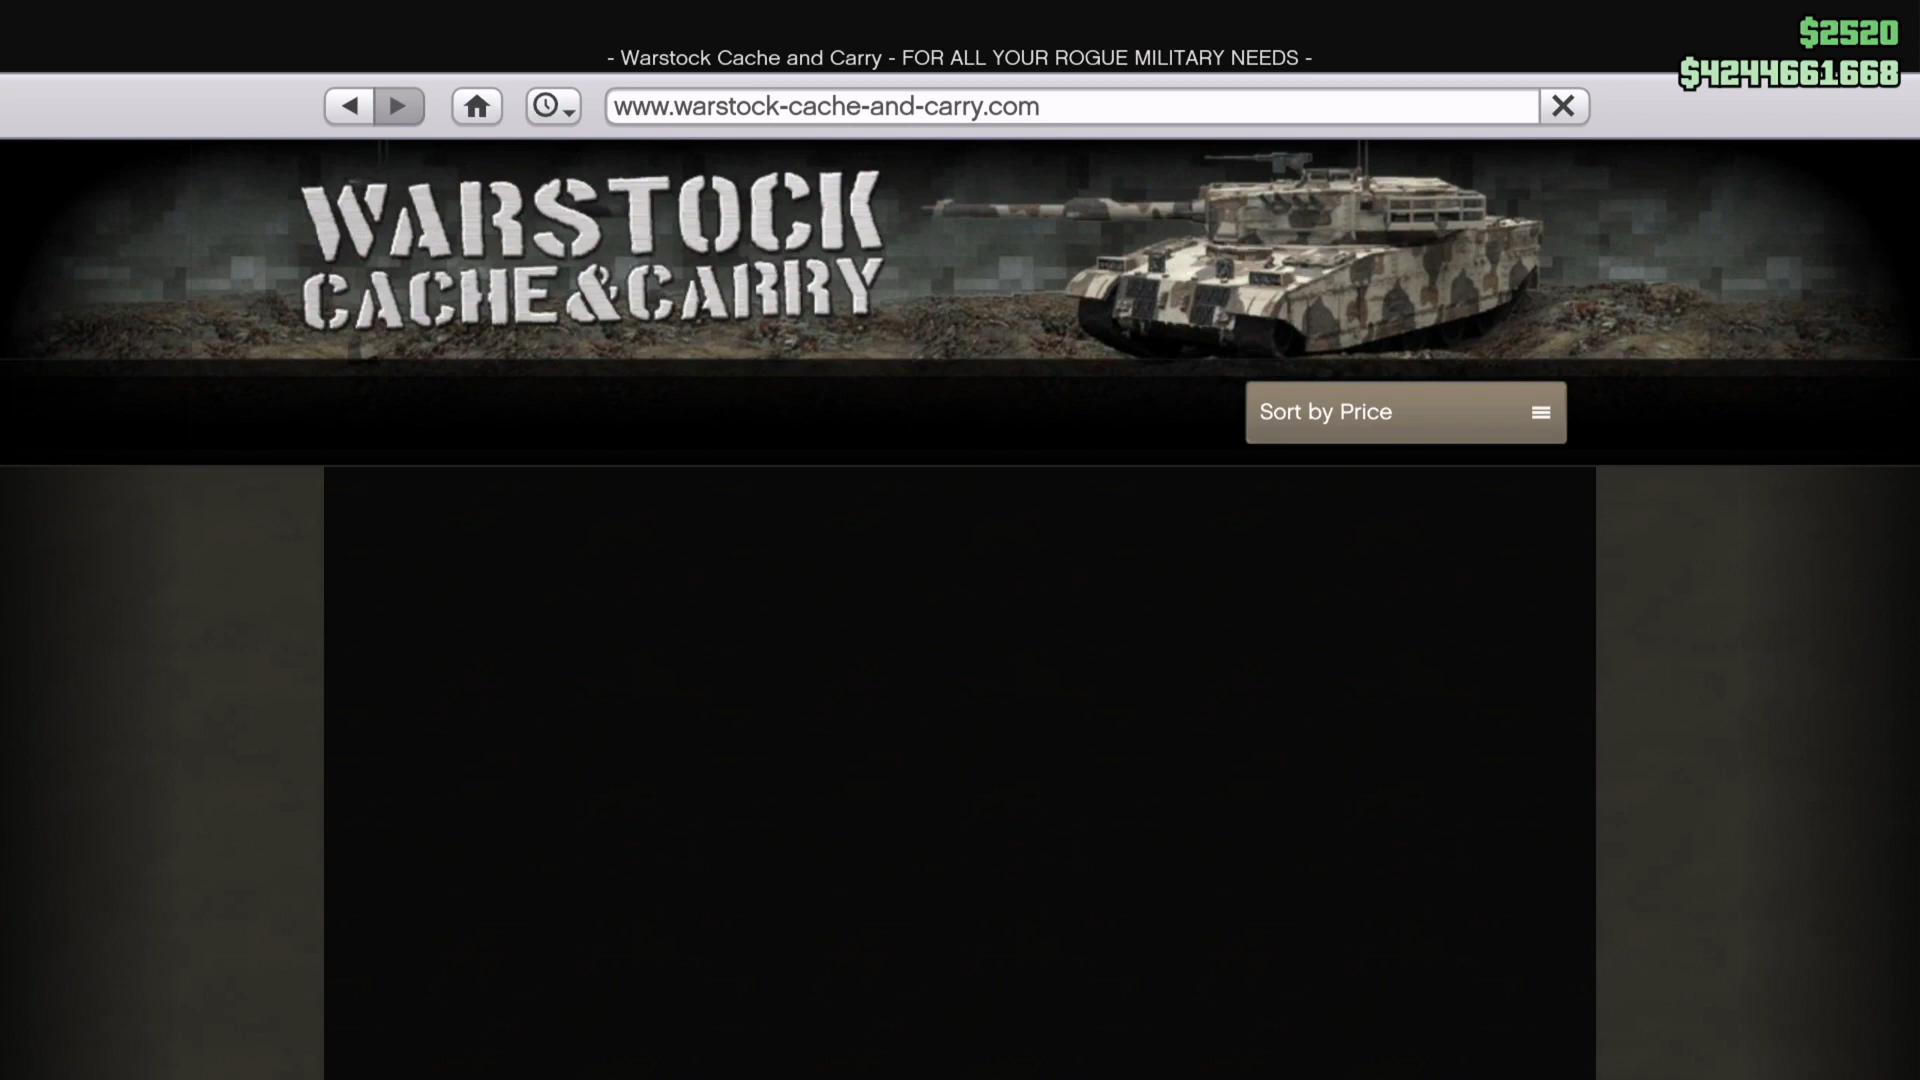 $2520
- Warstock Cache and Carry - FOR ALL YOUR ROGUE MILITARY NEEDS -
$4244661668
www.warstock-cache-and-carry.com
WARSTOCK
CACHE & CARRY
Sort by Price